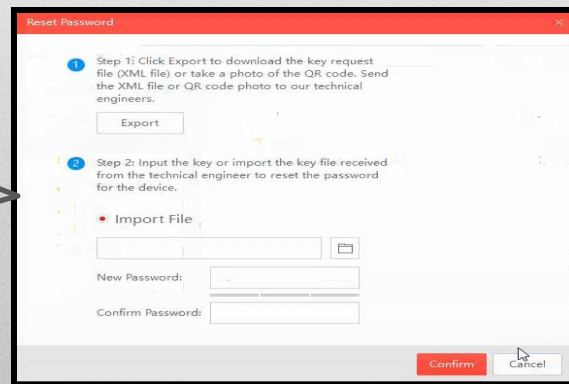 Reset Password
1
Step 1: Click Export to download the key request
file (XML file) or take a photo of the QR code. Send
the XML file or QR code photo to our technical
engineers.
Export
2
Step 2: Input the key or import the key file received
from the technical engineer to reset the password
for the device.
Import File
New Password:
Confirm Password:
Confirm
Cancel